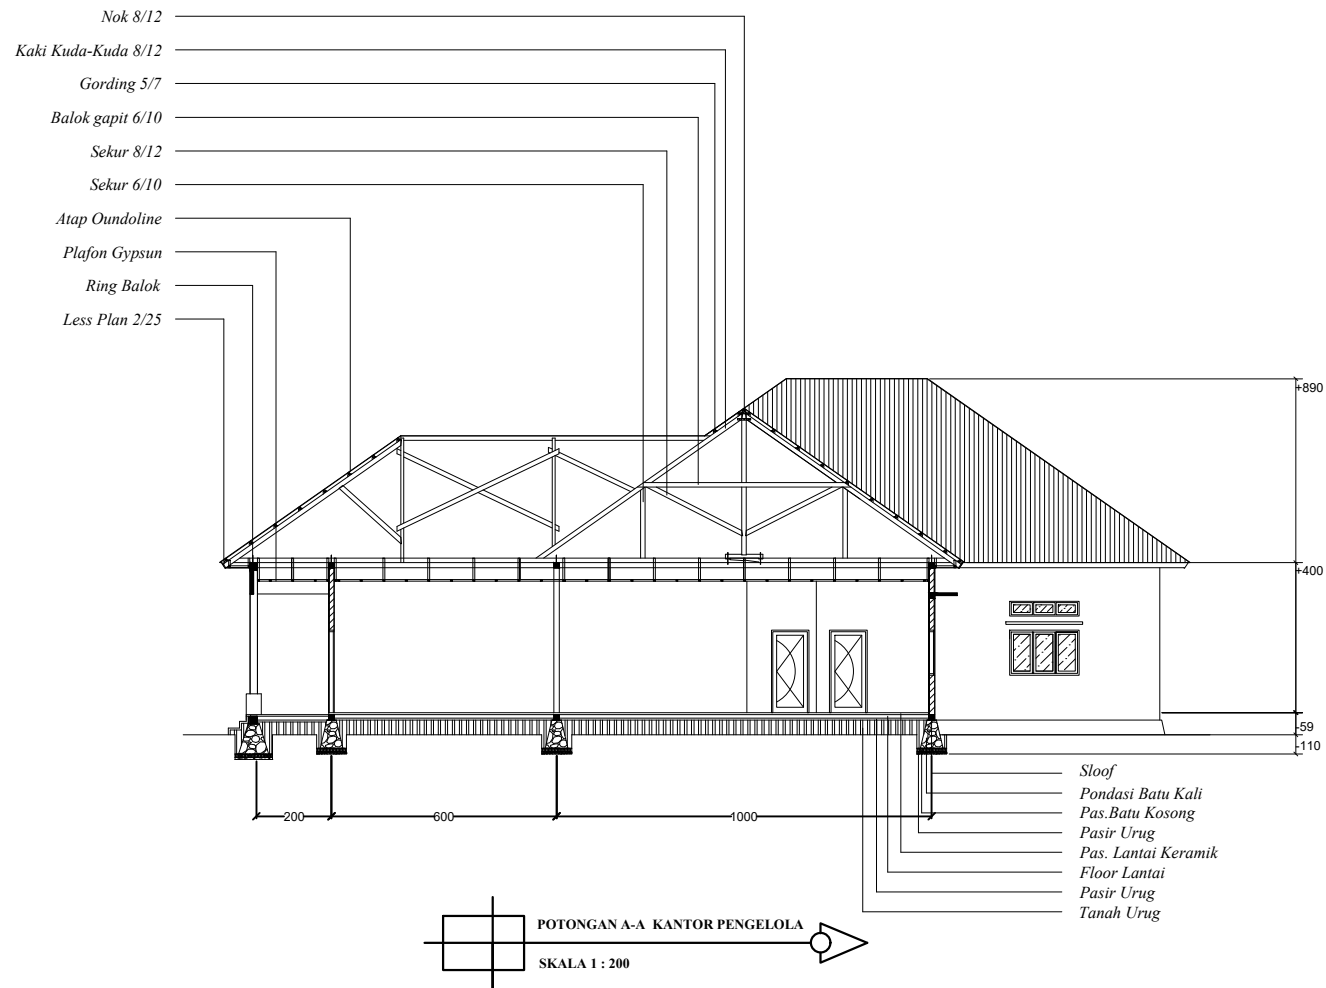 Nok 8/12
Kaki Kuda-Kuda 8/12
Gording 5/7
Balok gapit 6/10
Sekur 8/12
Sekur 6/10
Atap Oundoline
Plafon Gypsun
Ring Balok
Less Plan 2/25
+890
+400
-59
-110
Sloof
Pondasi Batu Kali
Pas.Batu Kosong
Pasir Urug
Pas. Lantai Keramik
Floor Lantai
Pasir Urug
Tanah Urug
200
600
1000
POTONGAN A-A KANTOR PENGELOLA
SKALA 1 : 200